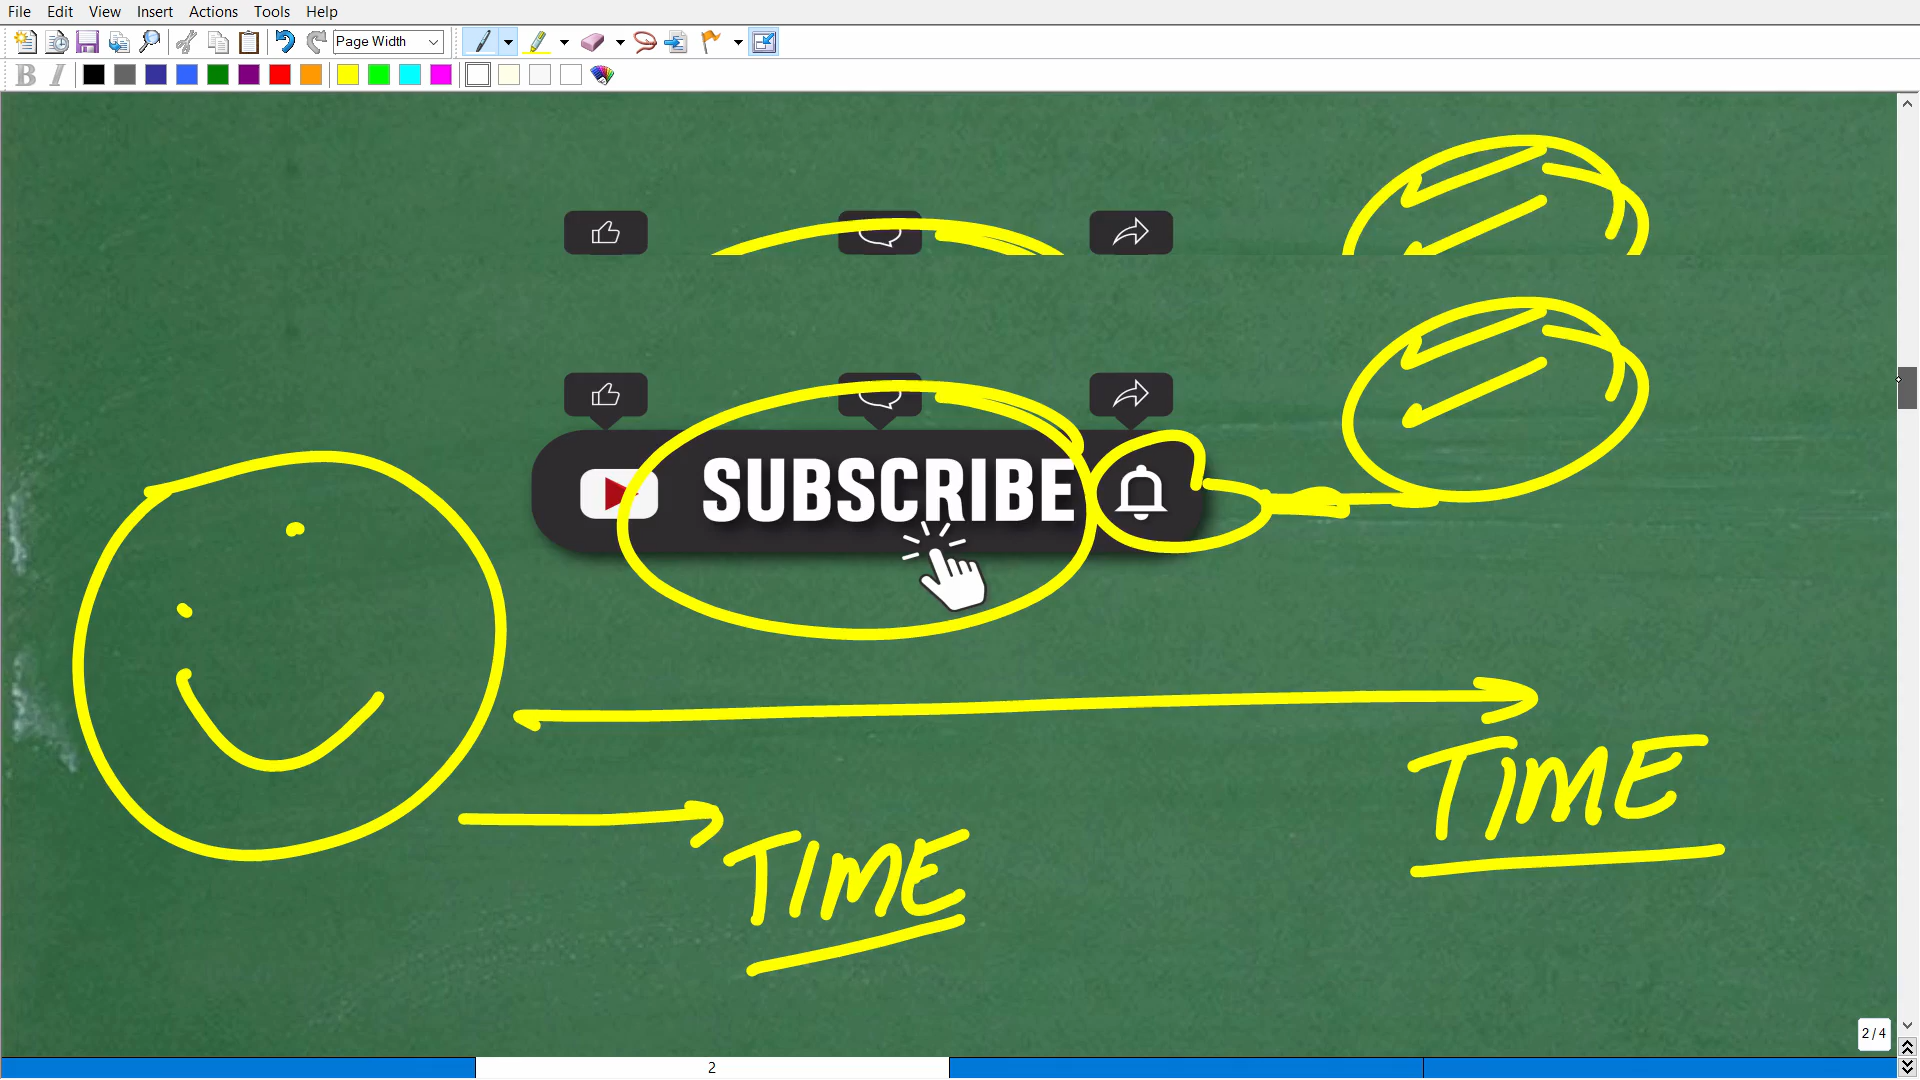 File Edit View Insert Actions Tools Help
Page Width
B I
SUBSCRIBE
TIME
TIME
2 / 4
2